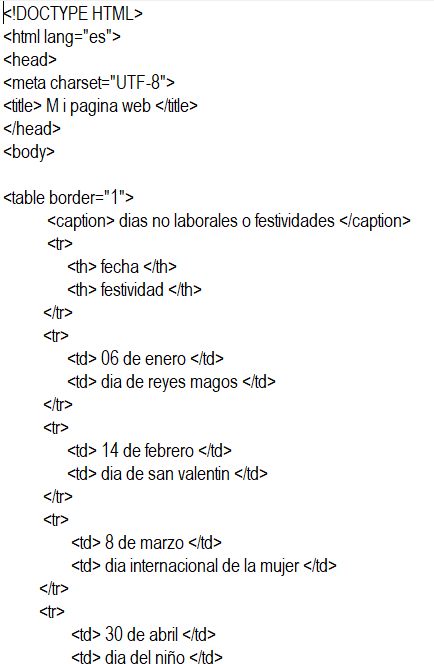 <!DOCTYPE HTML>
<html lang="es">
<head>
<meta charset="UTF-8">
<title> M i pagina web </title>
</head>
<body>
<table border="1">
<caption> dias no laborales o festividades </caption>
<tr>
<th> fecha </th>
<th> festividad </th>
</tr>
<tr>
<td> 06 de enero </td>
<td> dia de reyes magos </td>
</tr>
<tr>
<td> 14 de febrero </td>
<td> dia de san valentin </td>
</tr>
<tr>
<td> 8 de marzo </td>
<td> dia internacional de la mujer </td>
</tr>
<tr>
<td> 30 de abril </td>
<td> dia del niño </td>